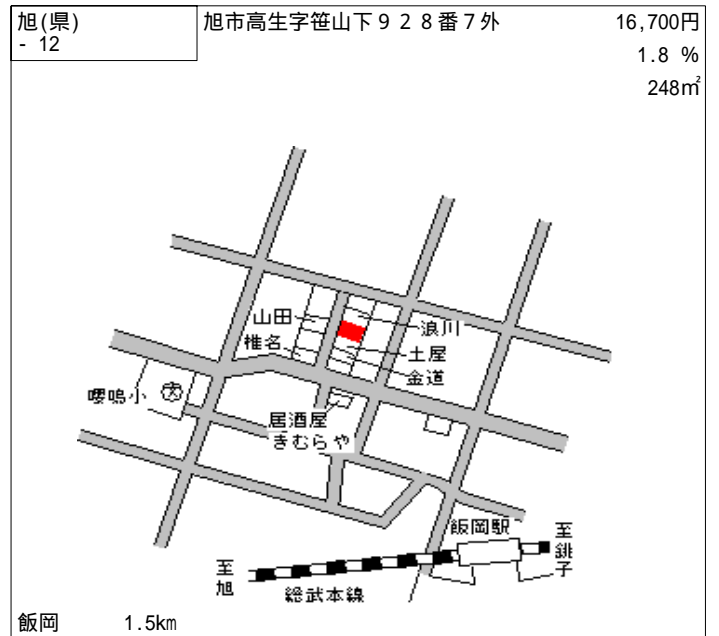 旭(県)
- 12
旭市高生字笹山下９２８番７外
16,700円
1.8 %
248㎡
山田
浪川
椎名
土屋
金道
嚶鳴小
居酒屋
きむらや
飯岡駅
至銚子
至旭
総武本線
飯岡 1.5km